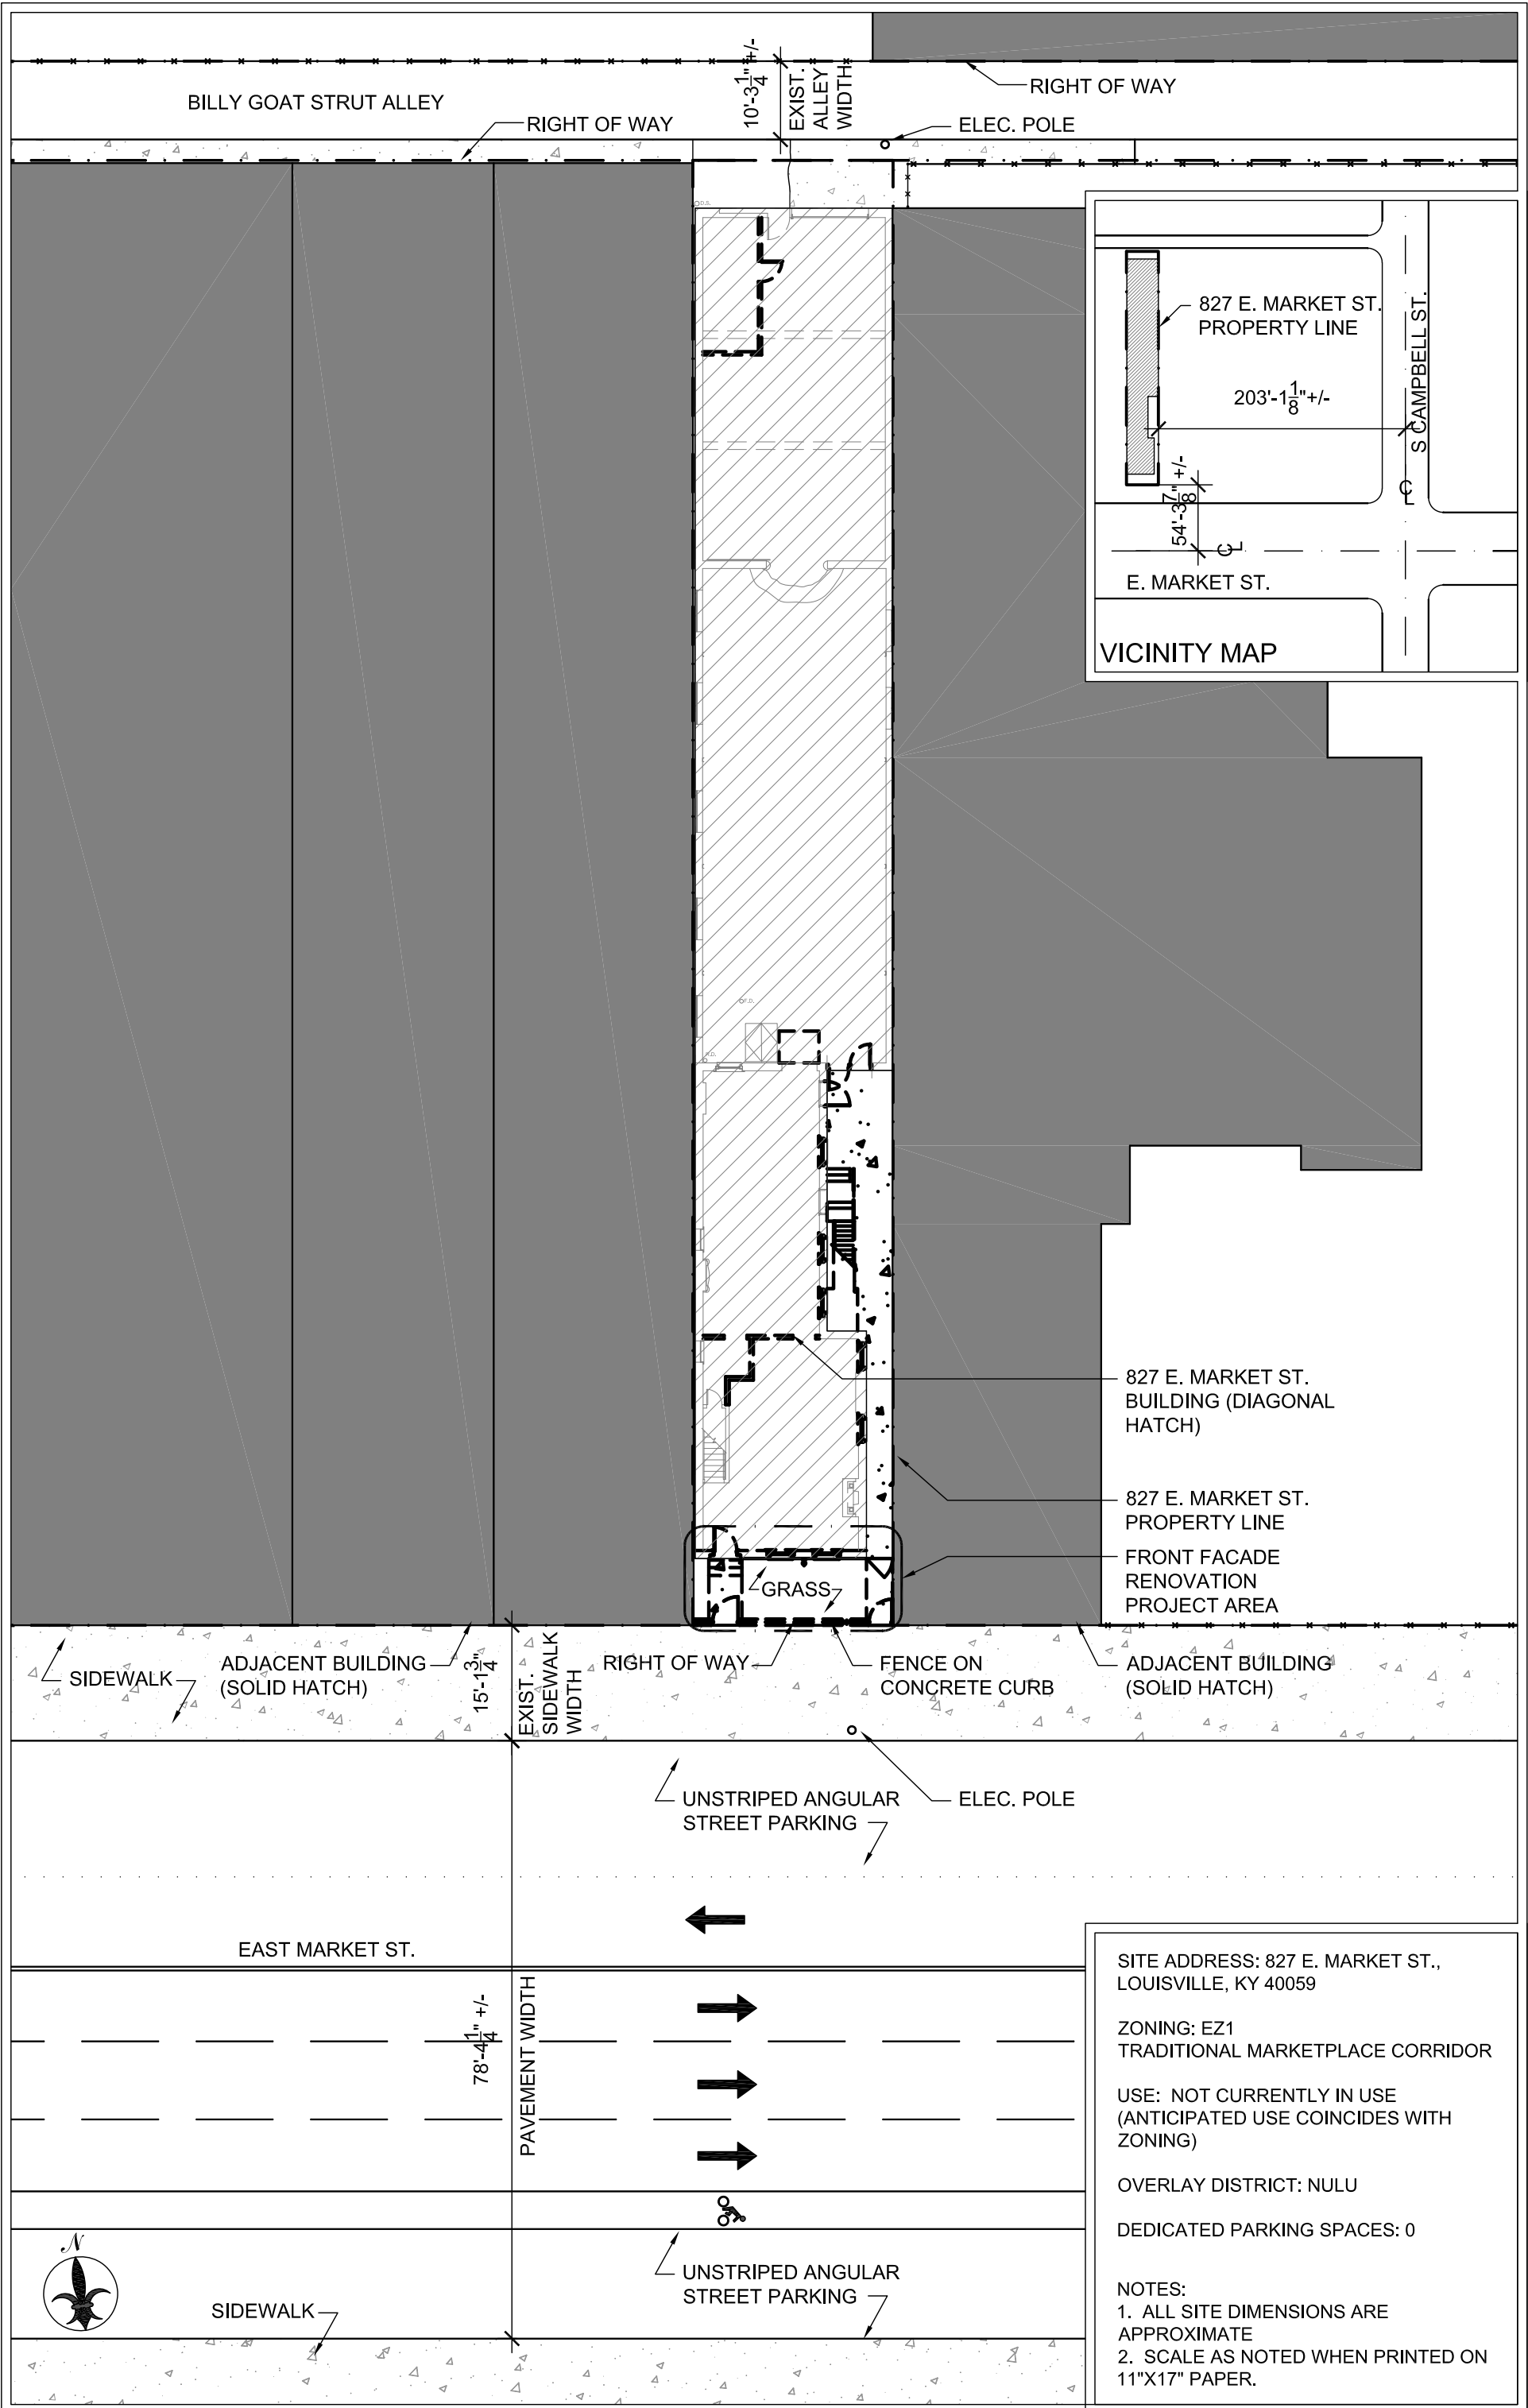 10'-3 1/4" +/-
EXIST.
ALLEY
WIDTH
RIGHT OF WAY
BILLY GOAT STRUT ALLEY
RIGHT OF WAY
ELEC. POLE
D.S.
827 E. MARKET ST.
PROPERTY LINE
S CAMPBELL ST.
203'-1 1/8"+/-
54'-3 7/8" +/-
CL
CL
E. MARKET ST.
VICINITY MAP
F.D.
R.D.
827 E. MARKET ST.
BUILDING (DIAGONAL
HATCH)
827 E. MARKET ST.
PROPERTY LINE
FRONT FACADE
RENOVATION
PROJECT AREA
GRASS
SIDEWALK
ADJACENT BUILDING
(SOLID HATCH)
15'-1 3/4"
EXIST.
SIDEWALK
WIDTH
RIGHT OF WAY
FENCE ON
CONCRETE CURB
ADJACENT BUILDING
(SOLID HATCH)
UNSTRIPED ANGULAR
STREET PARKING
ELEC. POLE
EAST MARKET ST.
78'-4 1/4" +/-
PAVEMENT WIDTH
N
SIDEWALK
UNSTRIPED ANGULAR
STREET PARKING
SITE ADDRESS: 827 E. MARKET ST.,
LOUISVILLE, KY 40059
ZONING: EZ1
TRADITIONAL MARKETPLACE CORRIDOR
USE: NOT CURRENTLY IN USE
(ANTICIPATED USE COINCIDES WITH
ZONING)
OVERLAY DISTRICT: NULU
DEDICATED PARKING SPACES: 0
NOTES:
1. ALL SITE DIMENSIONS ARE
APPROXIMATE
2. SCALE AS NOTED WHEN PRINTED ON
11"X17" PAPER.